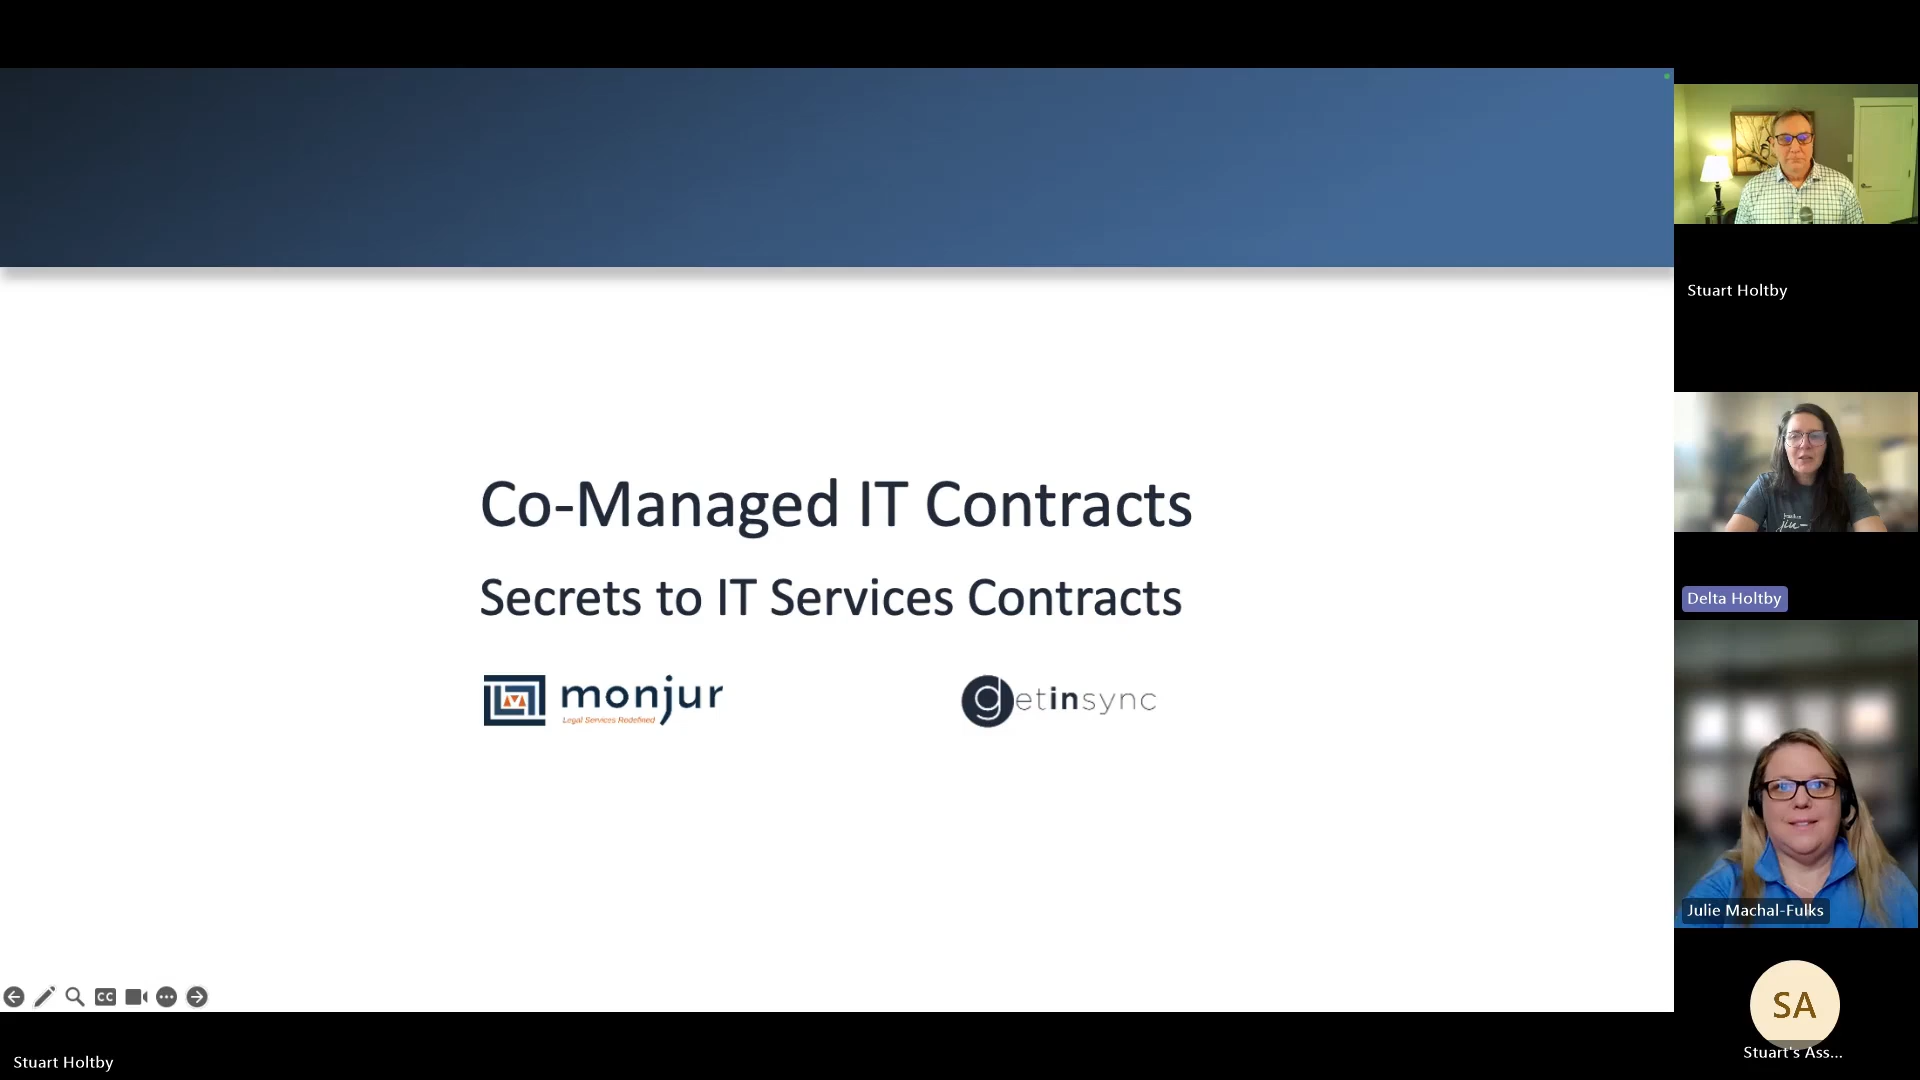 Co-Managed IT Contracts
Secrets to IT Services Contracts
monjur
Legal Services Redefined
getinsync
CC
Stuart Holtby
Stuart Holtby
Delta Holtby
Julie Machal-Fulks
SA
Stuart's Ass...